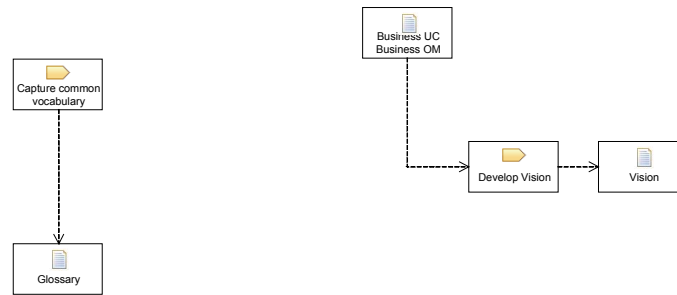 Business UC
Business OM
Capture common
vocabulary
Develop Vision
Vision
Glossary